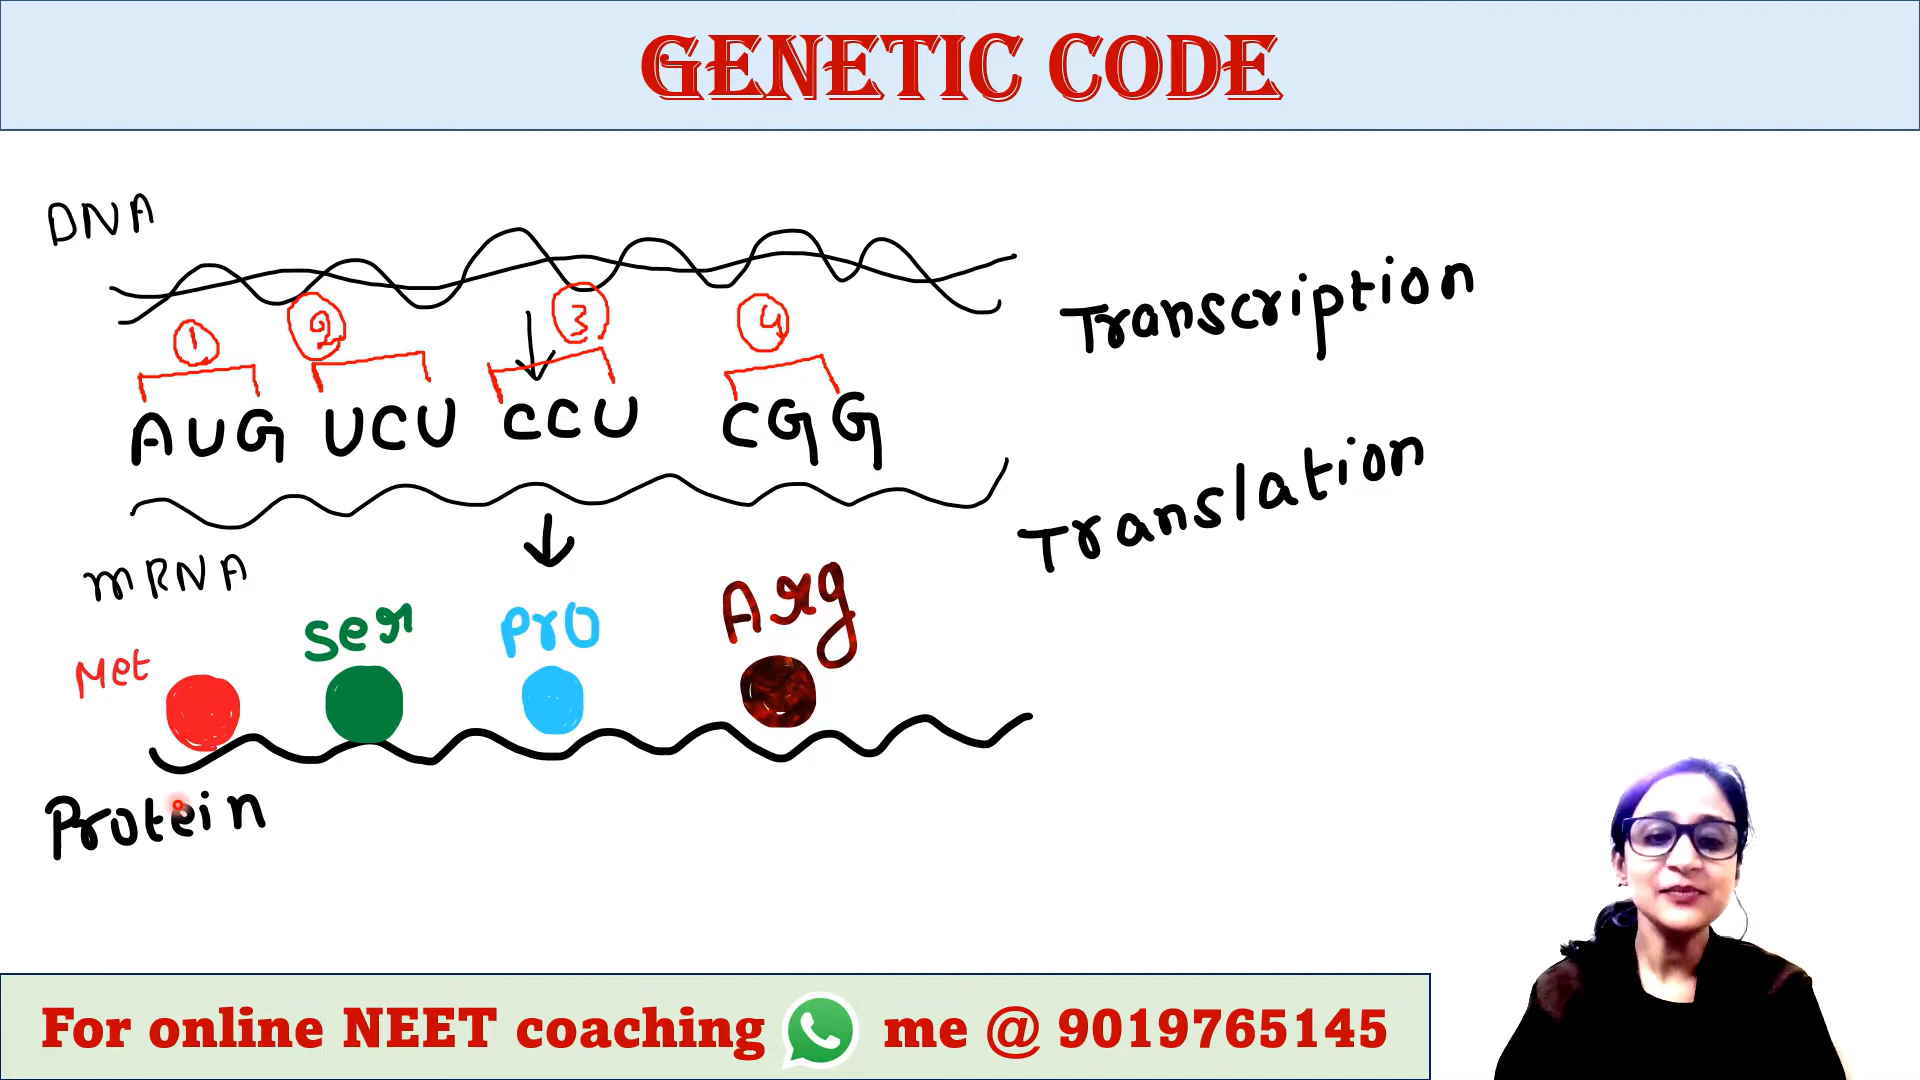 GENETIC CODE
DNA
Transcription
1 2 3 4
AUG UCU CCU CGG
Translation
mRNA
Met Ser Pro Arg
Protein
For online NEET coaching me @ 9019765145